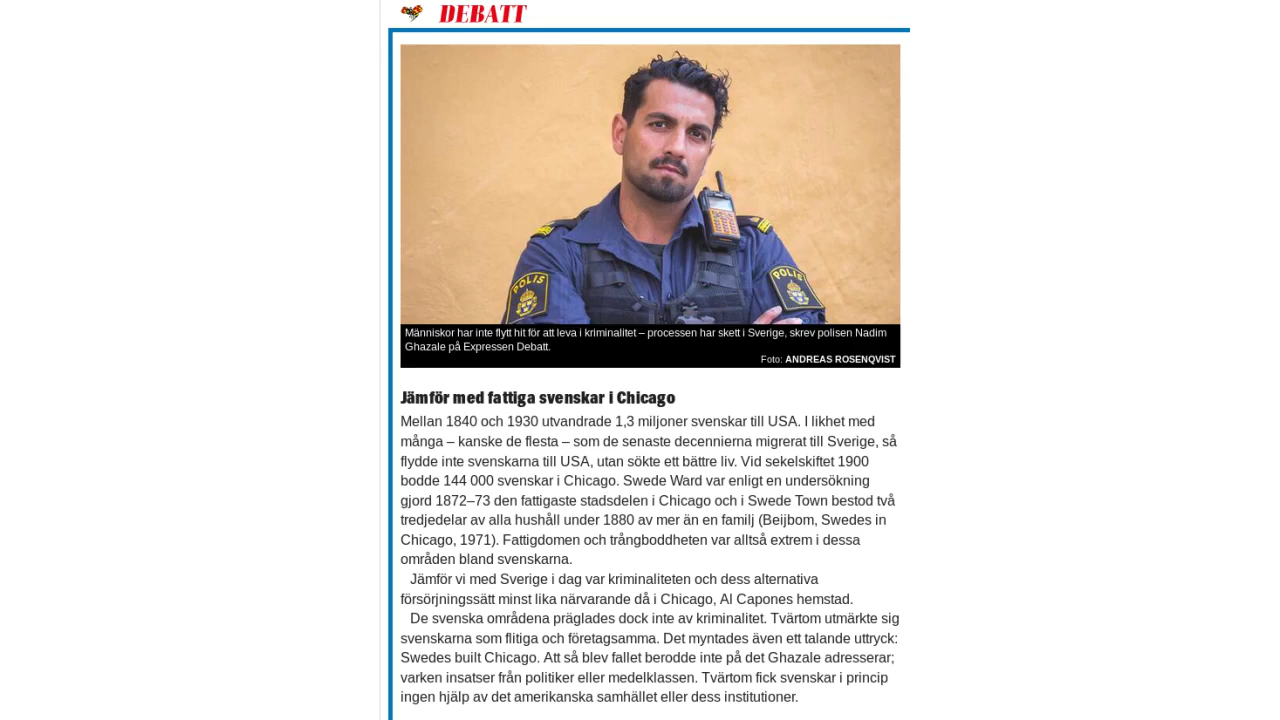 DEBATT
POLIS
POLIS
Människor har inte flytt hit för att leva i kriminalitet – processen har skett i Sverige, skrev polisen Nadim
Ghazale på Expressen Debatt.
Foto: ANDREAS ROSENQVIST
Jämför med fattiga svenskar i Chicago
Mellan 1840 och 1930 utvandrade 1,3 miljoner svenskar till USA. I likhet med
många – kanske de flesta – som de senaste decennierna migrerat till Sverige, så
flydde inte svenskarna till USA, utan sökte ett bättre liv. Vid sekelskiftet 1900
bodde 144 000 svenskar i Chicago. Swede Ward var enligt en undersökning
gjord 1872–73 den fattigaste stadsdelen i Chicago och i Swede Town bestod två
tredjedelar av alla hushåll under 1880 av mer än en familj (Beijbom, Swedes in
Chicago, 1971). Fattigdomen och trångboddheten var alltså extrem i dessa
områden bland svenskarna.
Jämför vi med Sverige i dag var kriminaliteten och dess alternativa
försörjningssätt minst lika närvarande då i Chicago, Al Capones hemstad.
De svenska områdena präglades dock inte av kriminalitet. Tvärtom utmärkte sig
svenskarna som flitiga och företagsamma. Det myntades även ett talande uttryck:
Swedes built Chicago. Att så blev fallet berodde inte på det Ghazale adresserar;
varken insatser från politiker eller medelklassen. Tvärtom fick svenskar i princip
ingen hjälp av det amerikanska samhället eller dess institutioner.